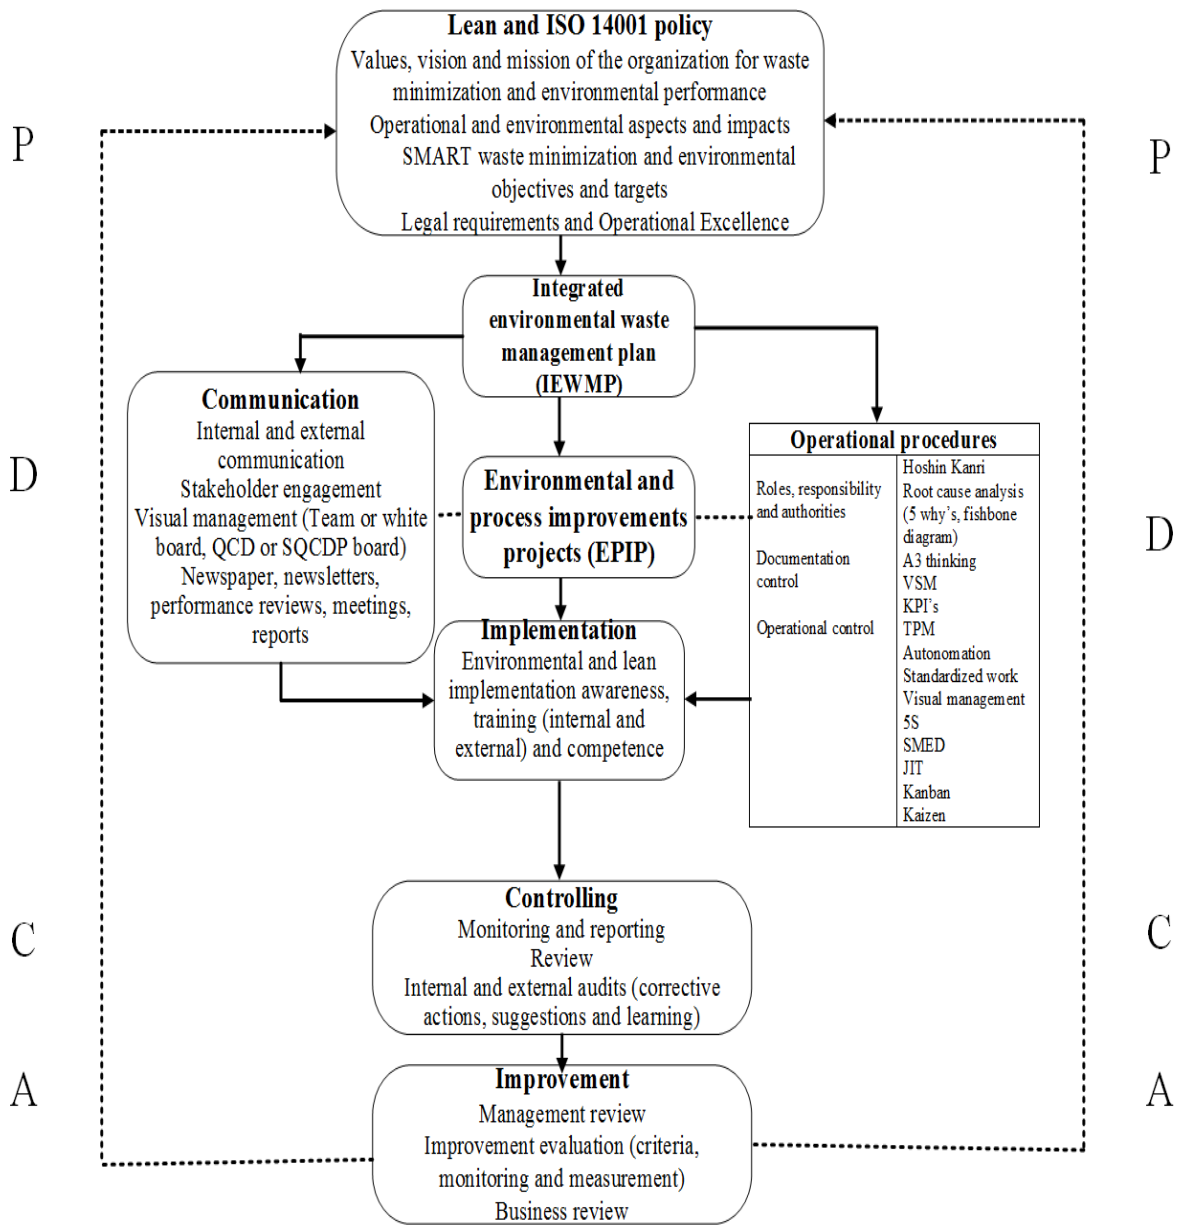 Lean and ISO 14001 policy
Values, vision and mission of the organization for waste
minimization and environmental performance
Operational and environmental aspects and impacts
SMART waste minimization and environmental
objectives and targets
Legal requirements and Operational Excellence
P
P
Integrated
environmental waste
management plan
(IEWMP)
Communication
Internal and external
communication
Stakeholder engagement
Visual management (Team or white
board, QCD or SQCDP board)
Newspaper, newsletters,
performance reviews, meetings,
reports
D
Environmental and
process improvements
projects (EPIP)
Operational procedures
Roles, responsibility
and authorities
Documentation
control
Operational control
Hoshin Kanri
Root cause analysis
(5 why’s, fishbone
diagram)
A3 thinking
VSM
KPI’s
TPM
Autonomation
Standardized work
Visual management
5S
SMED
JIT
Kanban
Kaizen
D
Implementation
Environmental and lean
implementation awareness,
training (internal and
external) and competence
C
Controlling
Monitoring and reporting
Review
Internal and external audits (corrective
actions, suggestions and learning)
C
A
Improvement
Management review
Improvement evaluation (criteria,
monitoring and measurement)
Business review
A